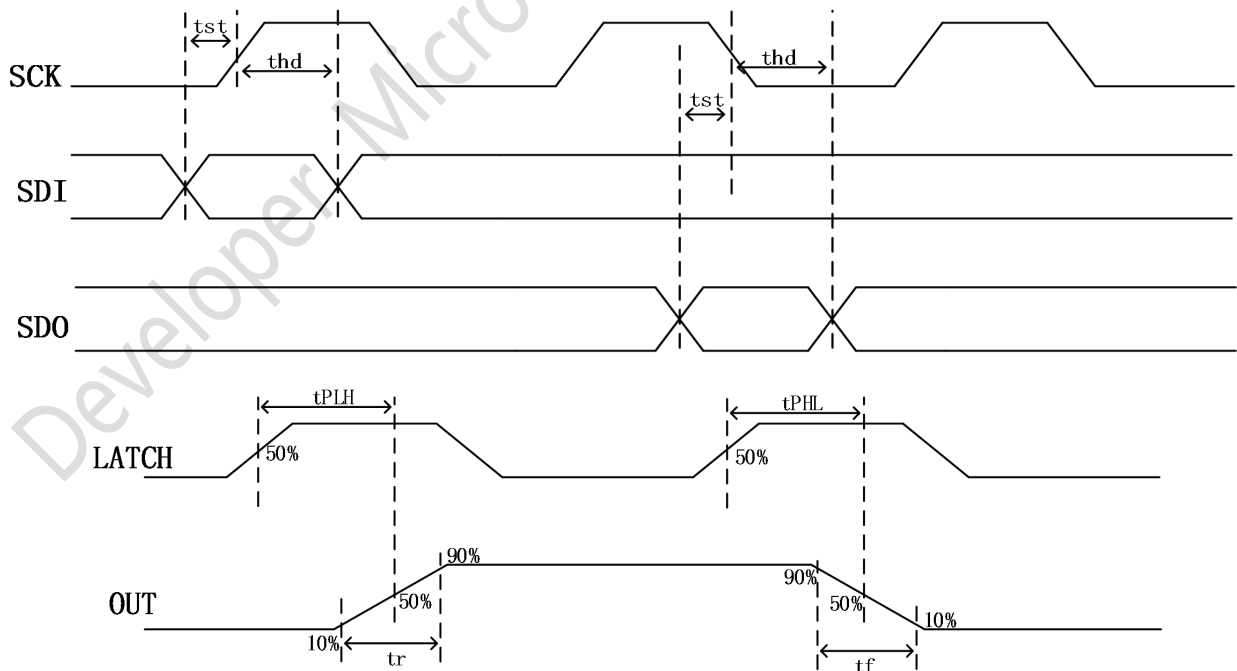 tst
thd
SCK
thd
tst
SDI
SDO
tPLH
tPHL
LATCH
50%
50%
90%
90%
OUT
50%
50%
10%
10%
tr
tf
Developer Micro